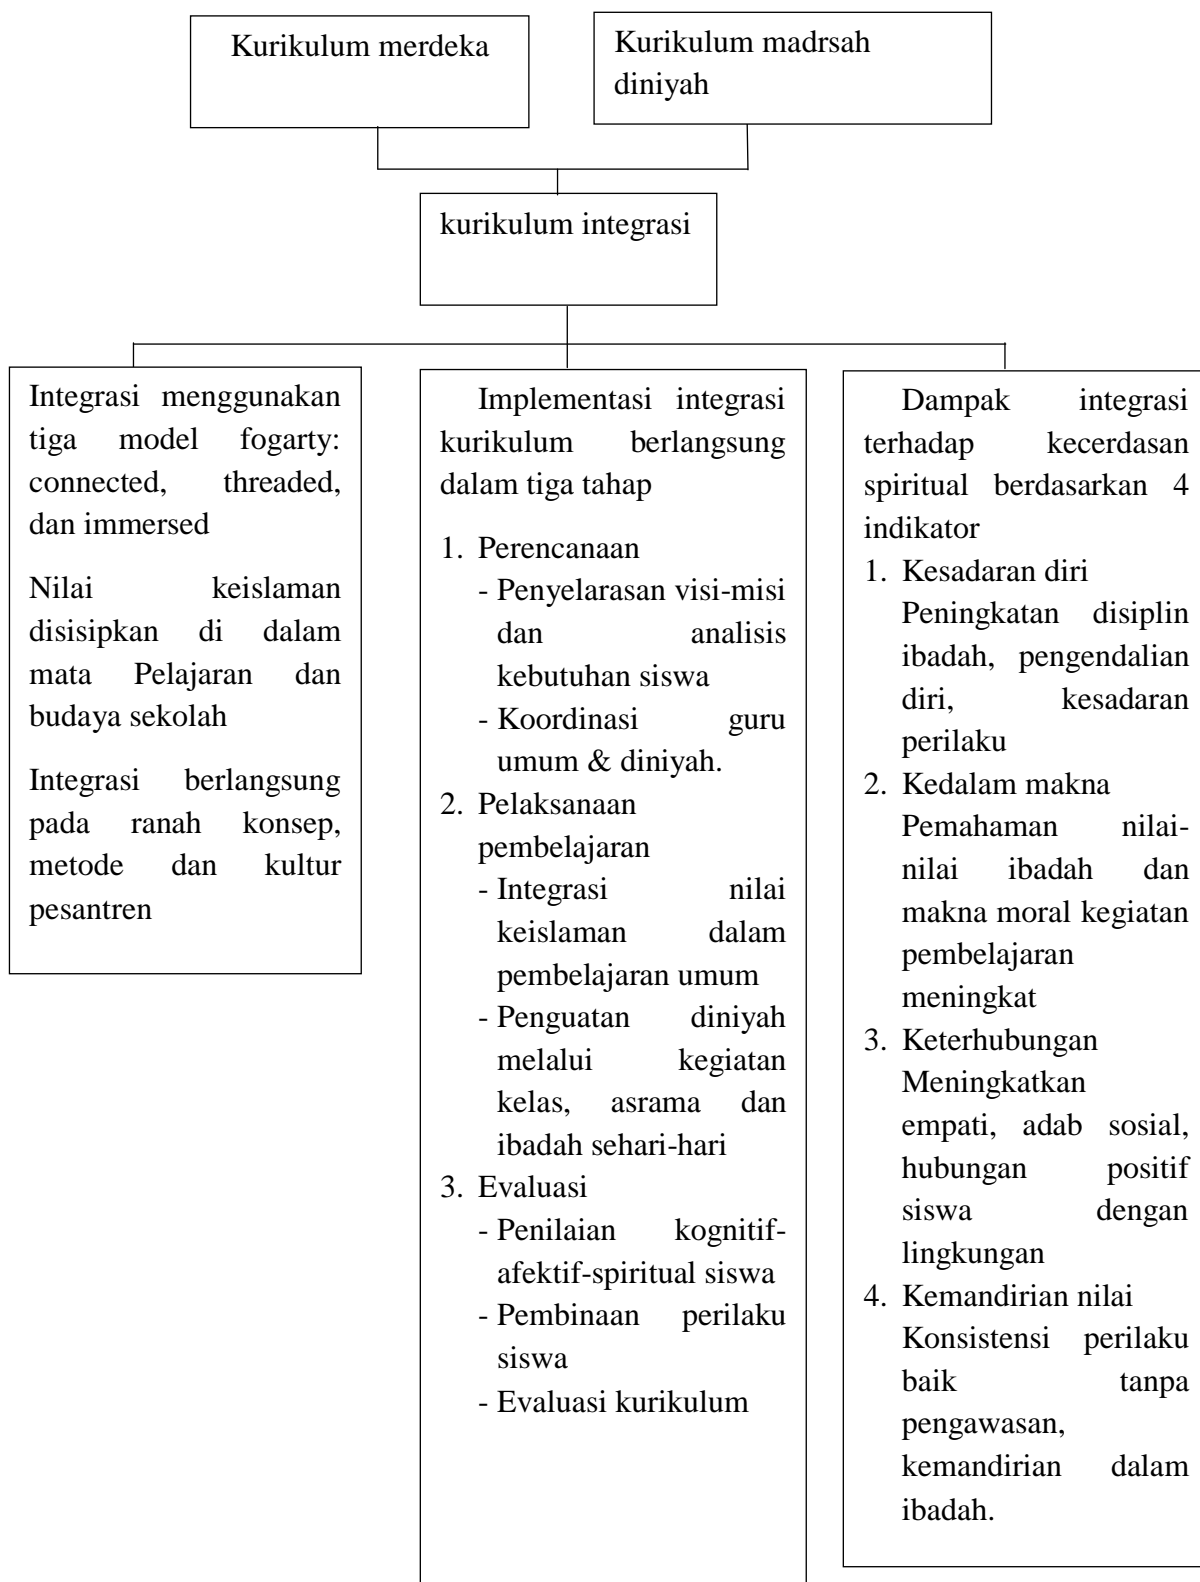 Kurikulum merdeka
Kurikulum madrsah
diniyah
kurikulum integrasi
Integrasi menggunakan
tiga model fogarty:
connected, threaded,
dan immersed
Nilai keislaman
disisipkan di dalam
mata Pelajaran dan
budaya sekolah
Integrasi berlangsung
pada ranah konsep,
metode dan kultur
pesantren
Implementasi integrasi
kurikulum berlangsung
dalam tiga tahap
1. Perencanaan
- Penyelarasan visi-misi
dan analisis
kebutuhan siswa
- Koordinasi guru
umum & diniyah.
2. Pelaksanaan
pembelajaran
- Integrasi nilai
keislaman dalam
pembelajaran umum
- Penguatan diniyah
melalui kegiatan
kelas, asrama dan
ibadah sehari-hari
3. Evaluasi
- Penilaian kognitif-
afektif-spiritual siswa
- Pembinaan perilaku
siswa
- Evaluasi kurikulum
Dampak integrasi
terhadap kecerdasan
spiritual berdasarkan 4
indikator
1. Kesadaran diri
Peningkatan disiplin
ibadah, pengendalian
diri, kesadaran
perilaku
2. Kedalam makna
Pemahaman nilai-
nilai ibadah dan
makna moral kegiatan
pembelajaran
meningkat
3. Keterhubungan
Meningkatkan
empati, adab sosial,
hubungan positif
siswa dengan
lingkungan
4. Kemandirian nilai
Konsistensi perilaku
baik tanpa
pengawasan,
kemandirian dalam
ibadah.